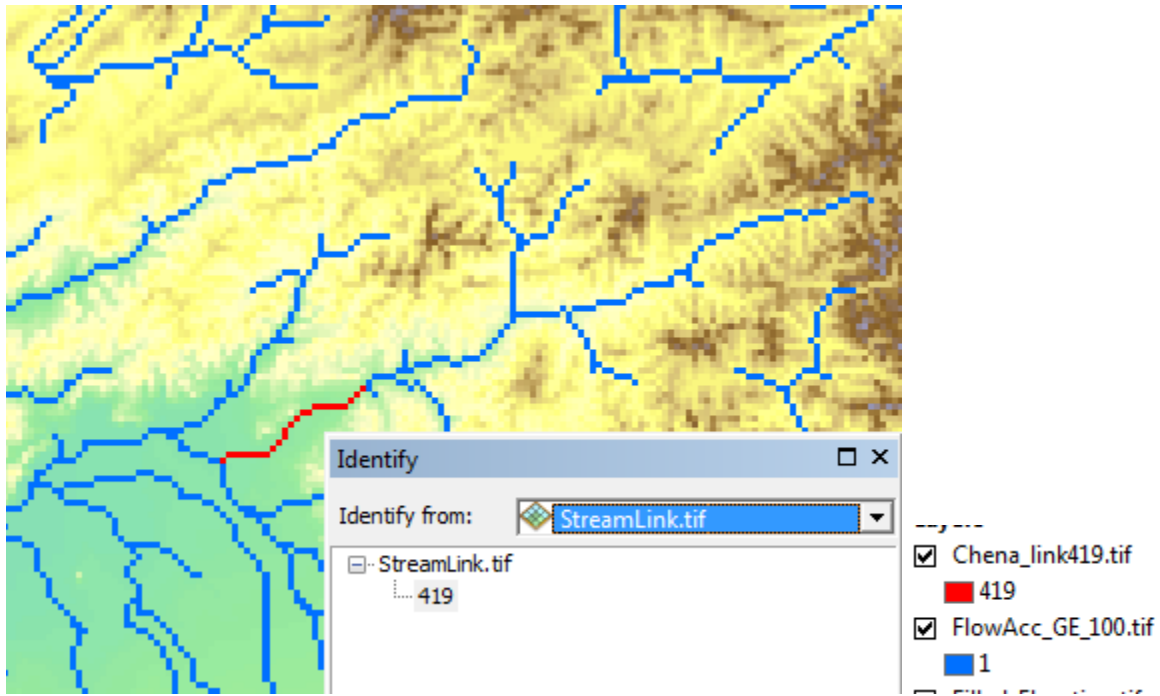 Identify
Identify from:
StreamLink.tif
StreamLink.tif
419
Chena_link419.tif
419
FlowAcc_GE_100.tif
1